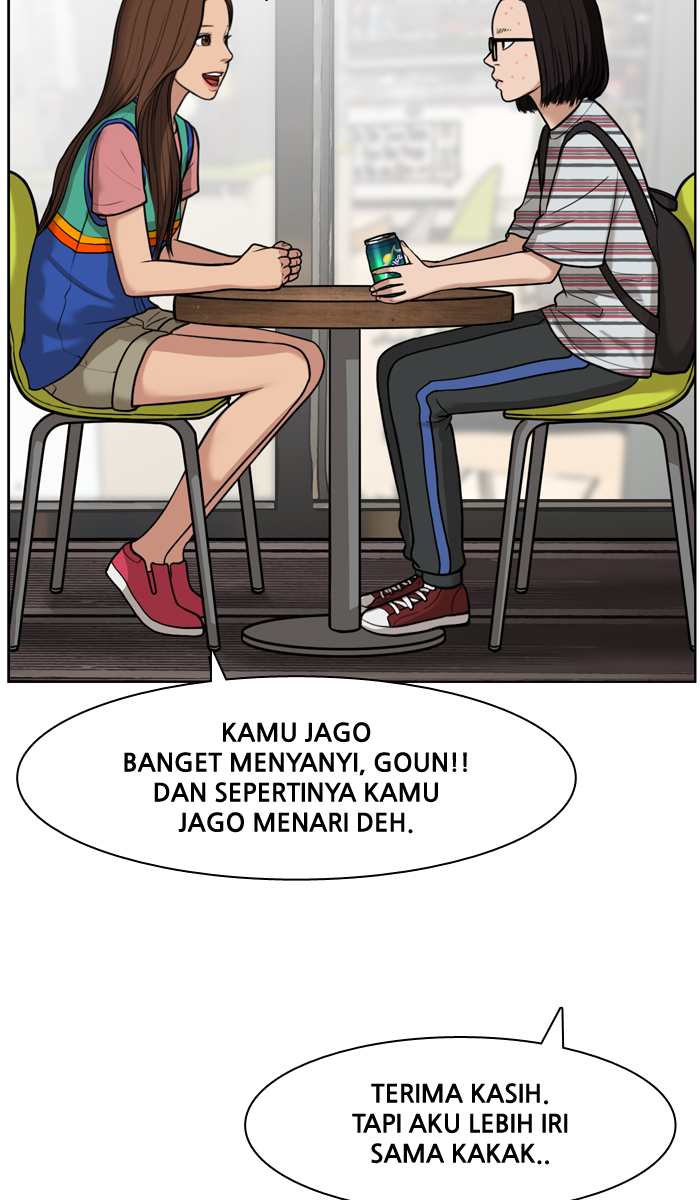 KAMU JAGO
BANGET MENYANYI, GOUN!!
DAN SEPERTINYA KAMU
JAGO MENARI DEH.
TERIMA KASIH.
TAPI AKU LEBIH IRI
SAMA KAKAK..